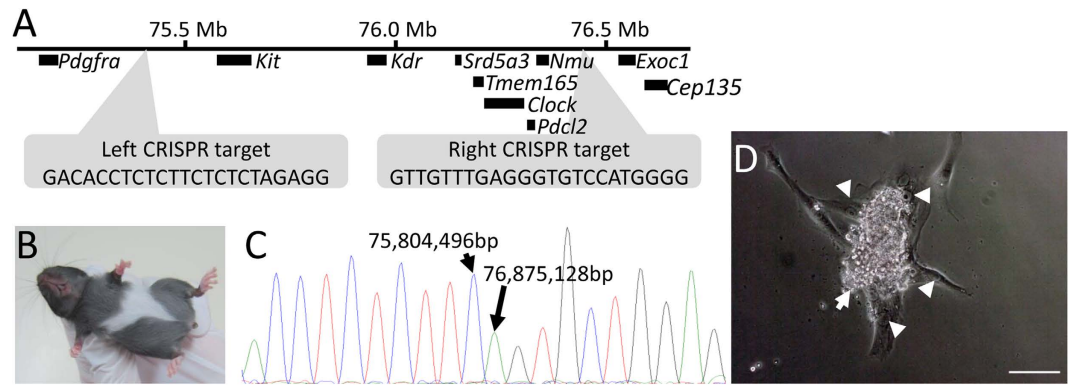 A
75.5 Mb 76.0 Mb 76.5 Mb
Pdgfra Kit Kdr Srd5a3 Nmu Exoc1
Tmem165 Cep135
Clock
Pdcl2
Left CRISPR target
GACACCTCTCTTCTCTCTAGAGG
Right CRISPR target
GTTGTTTGAGGGTGTCCATGGGG
B
C
75,804,496bp
76,875,128bp
D